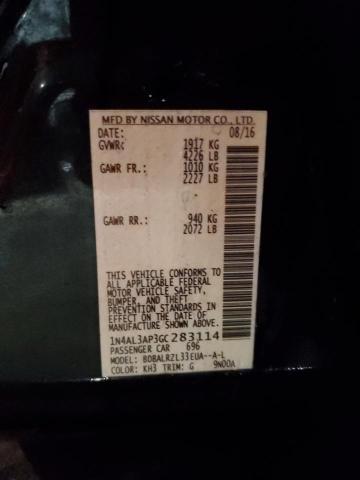 MFD BY NISSAN MOTOR CO., LTD.
DATE: 08/16
GVWR: 1917 KG
4226 LB
GAWR FR.: 1010 KG
2227 LB
GAWR RR.: 940 KG
2072 LB
THIS VEHICLE CONFORMS TO
ALL APPLICABLE FEDERAL
MOTOR VEHICLE SAFETY,
BUMPER, AND THEFT
PREVENTION STANDARDS IN
EFFECT ON THE DATE OF
MANUFACTURE SHOWN ABOVE.
1N4AL3AP3GC283114
PASSENGER CAR 696
MODEL: BDBALRZL33EUA--A-L
COLOR: KH3 TRIM: G 9N00A